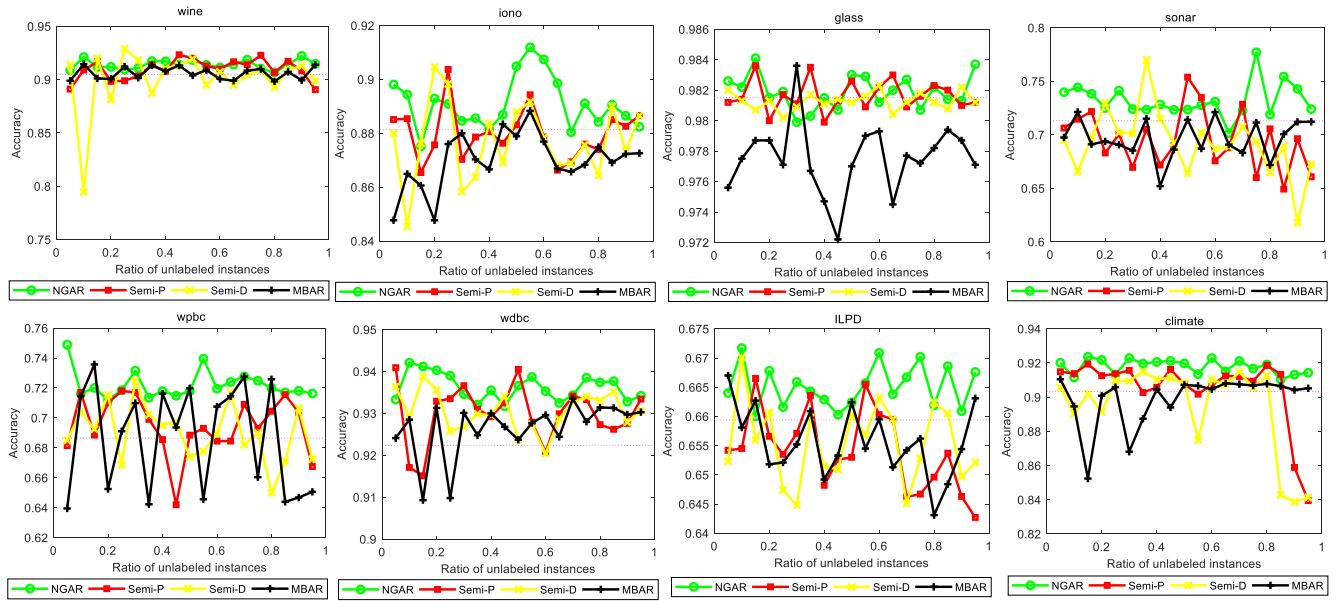 wine
0.95
0.9
0.85
0.8
0.75
Accuracy
0 0.2 0.4 0.6 0.8 1
Ratio of unlabeled instances
NGAR Semi-P Semi-D MBAR
iono
0.92
0.9
0.88
0.86
0.84
Accuracy
0 0.2 0.4 0.6 0.8 1
Ratio of unlabeled instances
NGAR Semi-P Semi-D MBAR
glass
0.986
0.984
0.982
0.98
0.978
0.976
0.974
0.972
Accuracy
0 0.2 0.4 0.6 0.8 1
Ratio of unlabeled instances
NGAR Semi-P Semi-D MBAR
sonar
0.8
0.75
0.7
0.65
0.6
Accuracy
0 0.2 0.4 0.6 0.8 1
Ratio of unlabeled instances
NGAR Semi-P Semi-D MBAR
wpbc
0.76
0.74
0.72
0.7
0.68
0.66
0.64
0.62
Accuracy
0 0.2 0.4 0.6 0.8 1
Ratio of unlabeled instances
NGAR Semi-P Semi-D MBAR
wdbc
0.95
0.94
0.93
0.92
0.91
0.9
Accuracy
0 0.2 0.4 0.6 0.8 1
Ratio of unlabeled instances
NGAR Semi-P Semi-D MBAR
ILPD
0.675
0.67
0.665
0.66
0.655
0.65
0.645
0.64
Accuracy
0 0.2 0.4 0.6 0.8 1
Ratio of unlabeled instances
NGAR Semi-P Semi-D MBAR
climate
0.94
0.92
0.9
0.88
0.86
0.84
0.82
Accuracy
0 0.2 0.4 0.6 0.8 1
Ratio of unlabeled instances
NGAR Semi-P Semi-D MBAR